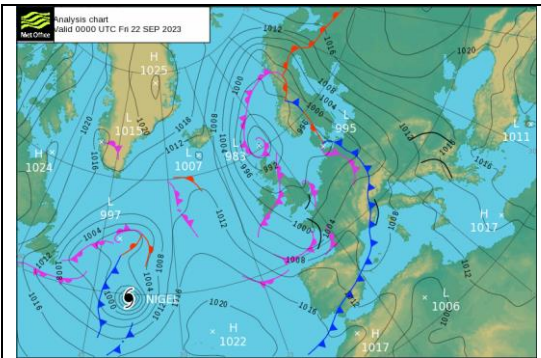 Met Office
Analysis chart
Valid 0000 UTC Fri 22 SEP 2023
H
1025
L
1015
H
1024
L
1007
L
983
L
995
L
1011
L
997
H
1017
NIGEL
L
1006
H
1022
H
1017
1012
1016
1020
1008
1004
1000
996
992